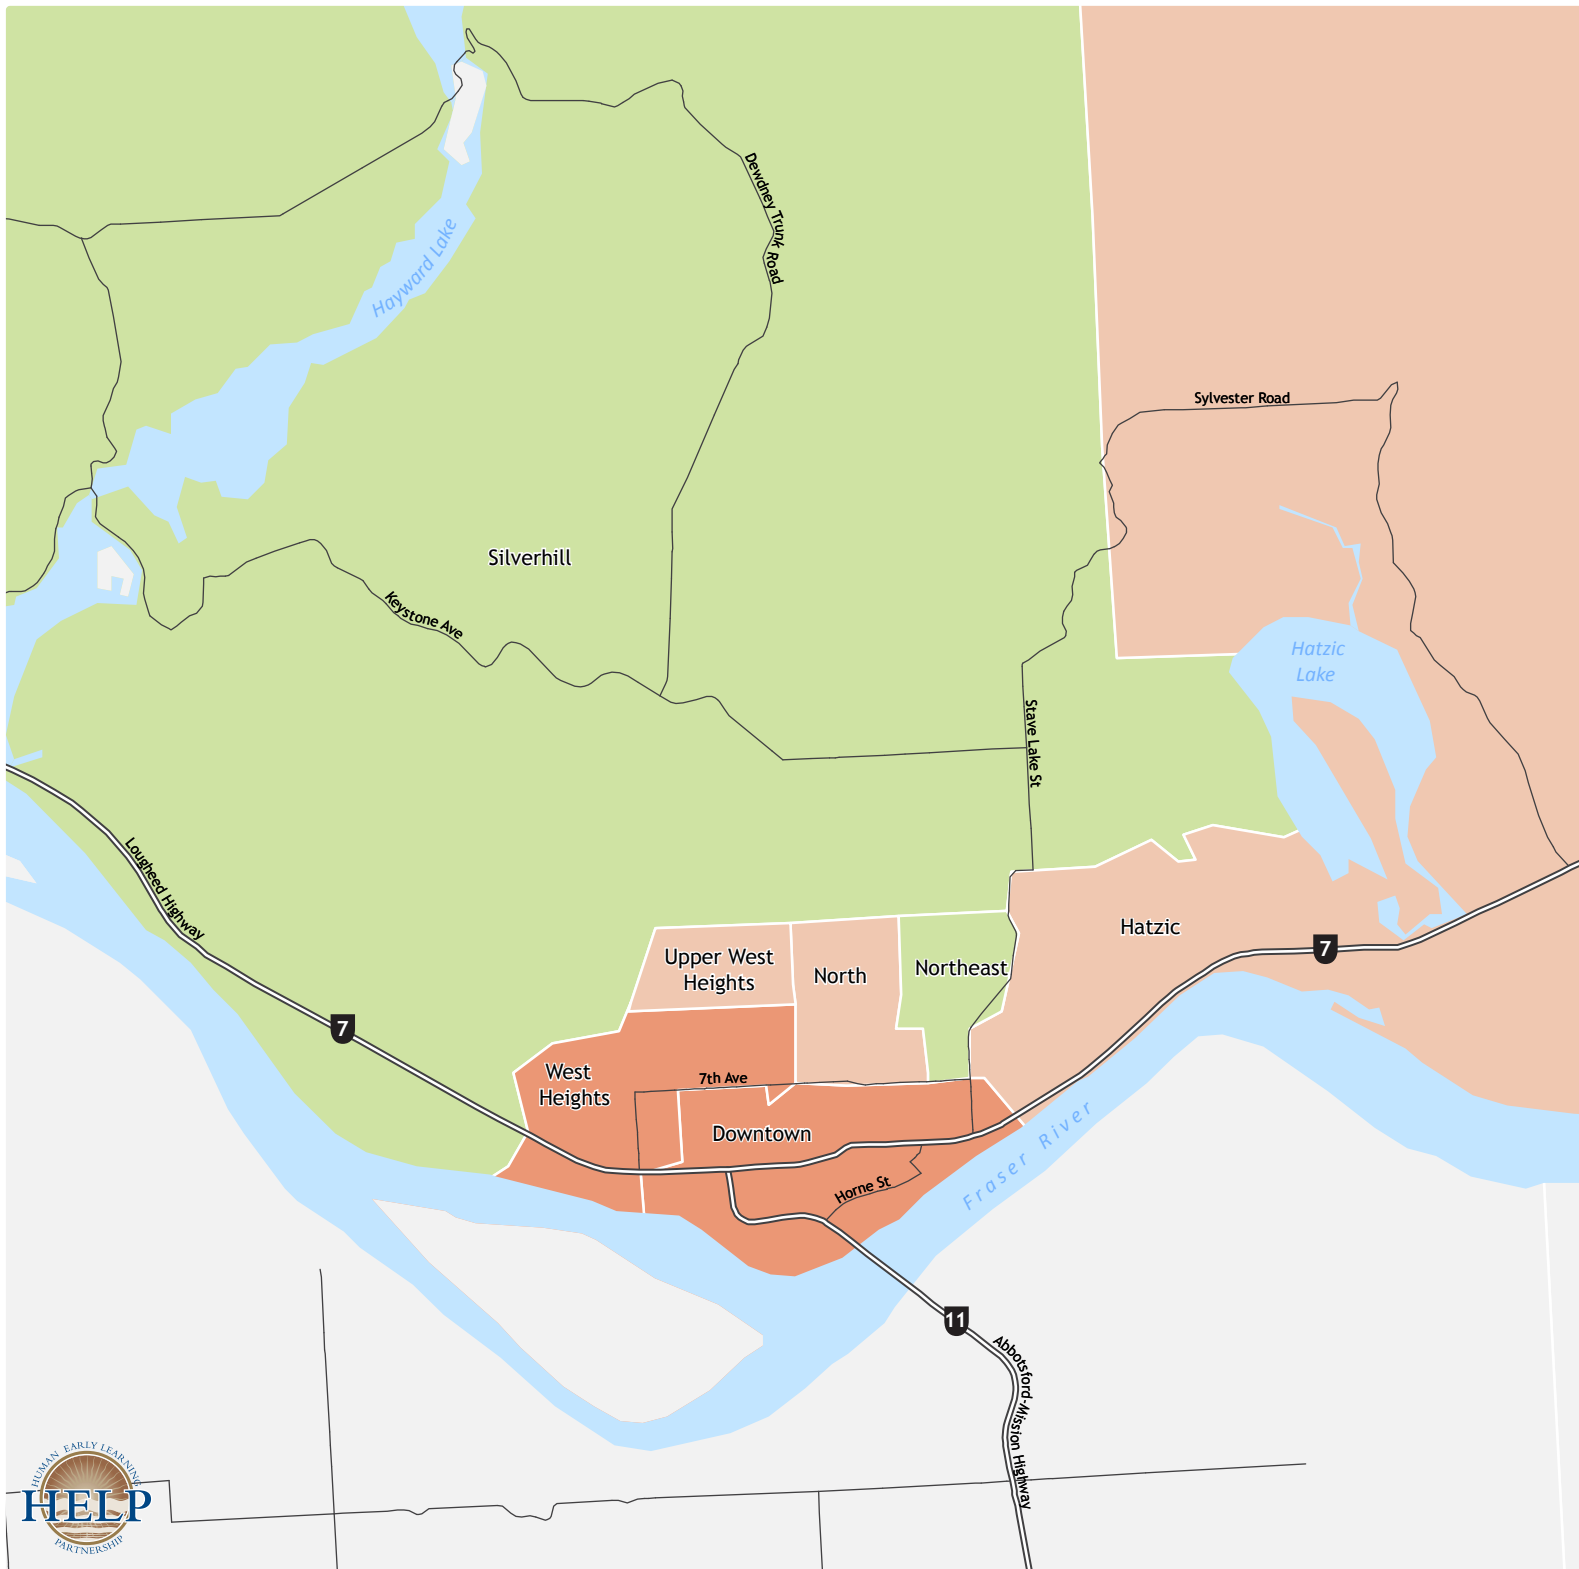 Dewdney Trunk Road
Hayward Lake
Sylvester Road
Silverhill
Keystone Ave
Hatzic
Lake
Stave Lake St
Lougheed Highway
Hatzic
7
Upper West
Heights
North
Northeast
7
West
Heights
7th Ave
Downtown
Fraser River
Horne St
11
Abbotsford-Mission Highway
HUMAN EARLY LEARNING
HELP
PARTNERSHIP